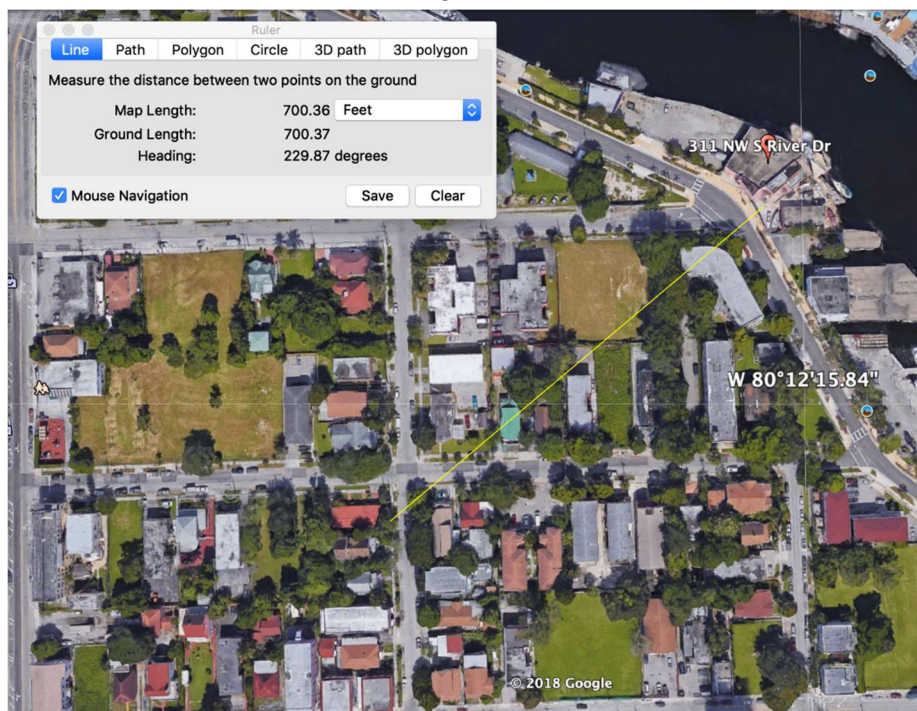 Ruler
Line Path Polygon Circle 3D path 3D polygon
Measure the distance between two points on the ground
Map Length: 700.36 Feet
Ground Length: 700.37
Heading: 229.87 degrees
Mouse Navigation Save Clear
311 NW S River Dr
W 80°12'15.84"
© 2018 Google